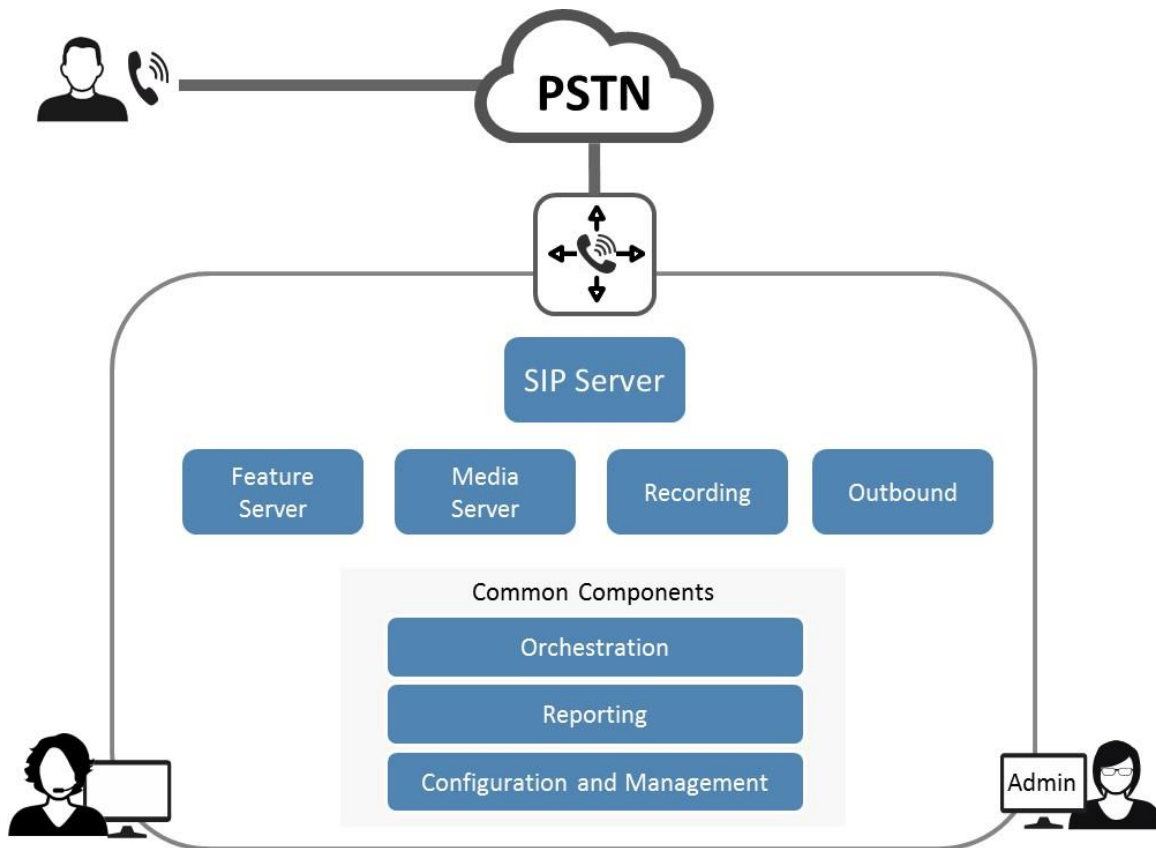 PSTN
SIP Server
Feature
Server
Media
Server
Recording
Outbound
Common Components
Orchestration
Reporting
Configuration and Management
Admin